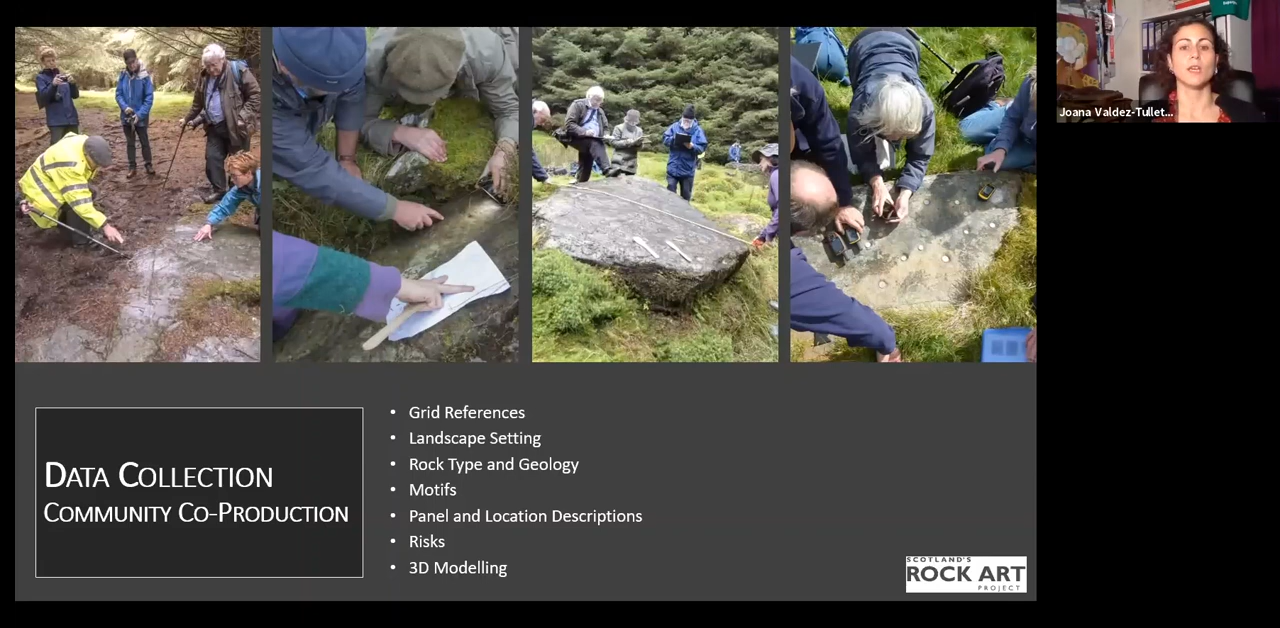 Joana Valdez-Tullet...
DATA COLLECTION
COMMUNITY CO-PRODUCTION
• Grid References
• Landscape Setting
• Rock Type and Geology
• Motifs
• Panel and Location Descriptions
• Risks
• 3D Modelling
SCOTLAND'S
ROCK ART
PROJECT